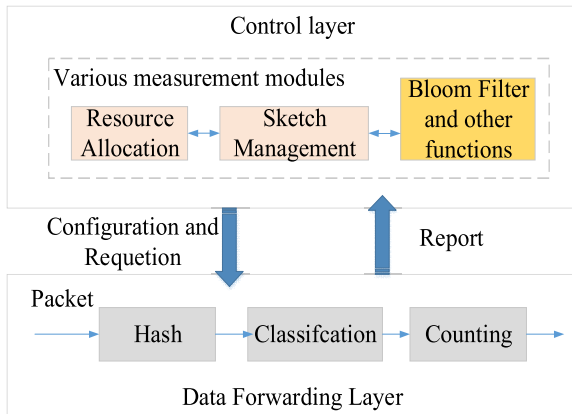 Control layer
Various measurement modules
Resource
Allocation
Sketch
Management
Bloom Filter
and other
functions
Configuration and
Requetion
Report
Packet
Hash
Classifcation
Counting
Data Forwarding Layer